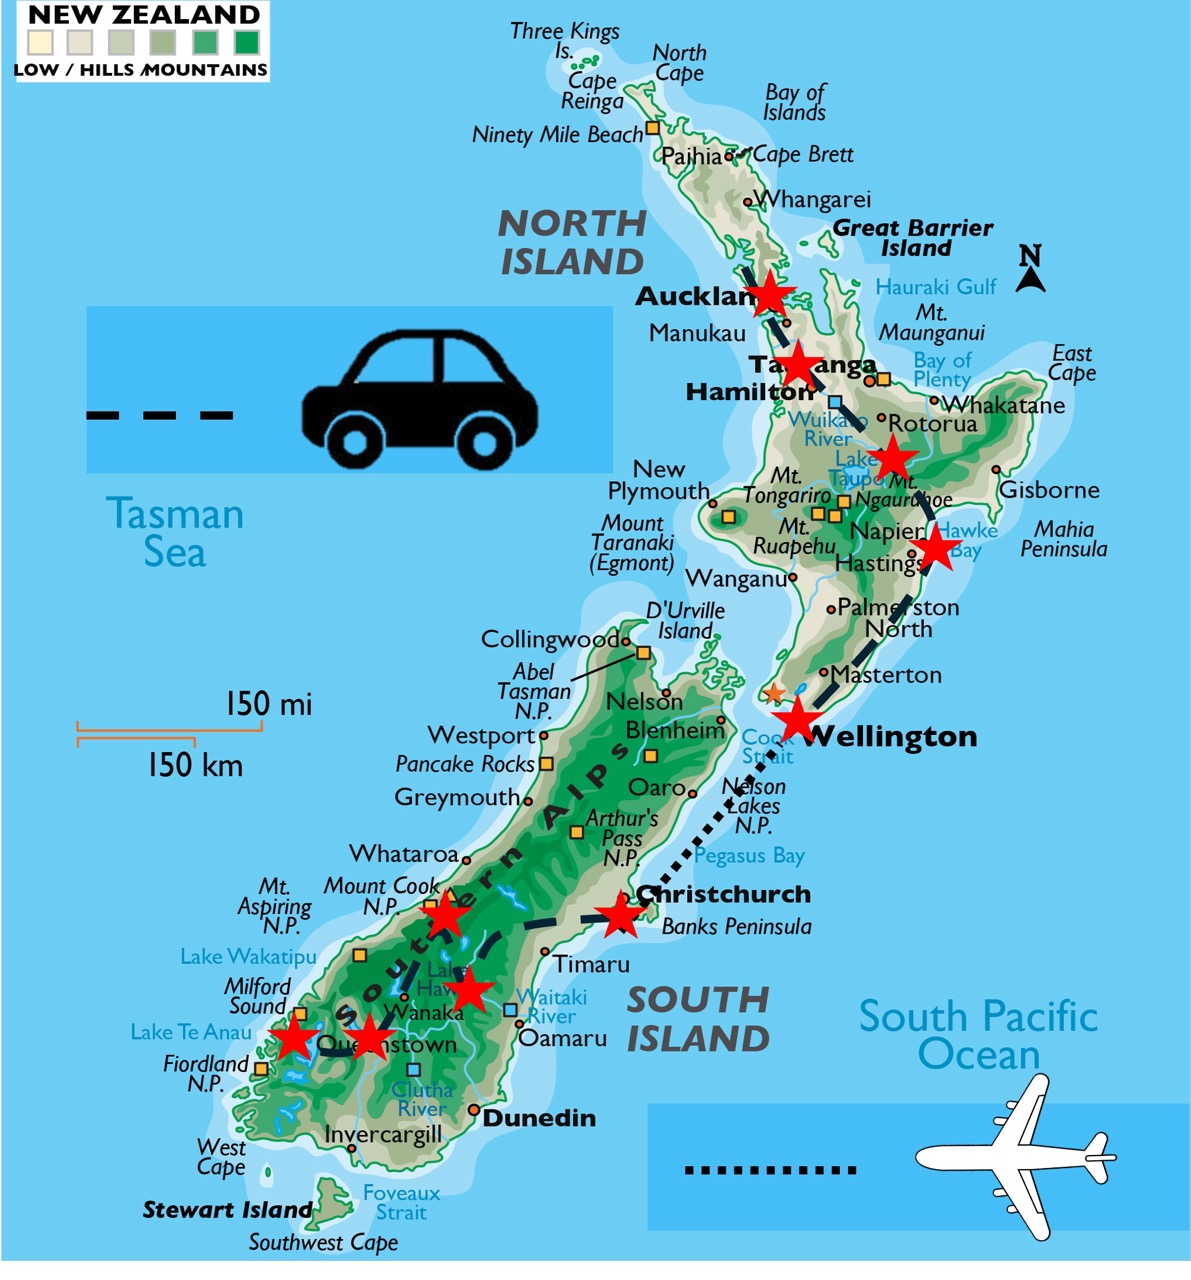 NEW ZEALAND
LOW / HILLS /MOUNTAINS
Three Kings
Is.
North
Cape
Cape
Reinga
Bay of
Islands
Ninety Mile Beach
Paihia
Cape Brett
Whangarei
NORTH
ISLAND
Great Barrier
Island
N
Hauraki Gulf
Auckland
Mt.
Maunganui
Manukau
East
Cape
Bay of
Plenty
Tauranga
Hamilton
Whakatane
Wuikato
River
Rotorua
Lake
Taupo
New
Plymouth
Mt.
Tongariro
Mt.
Ngauruhoe
Gisborne
Tasman
Sea
Mount
Taranaki
(Egmont)
Mt.
Ruapehu
Napier
Hawke
Bay
Mahia
Peninsula
Hastings
Wanganu
D'Urville
Island
Palmerston
North
Collingwood
Abel
Tasman
N.P.
Masterton
Nelson
150 mi
Blenheim
Westport
Cook
Strait
Wellington
150 km
Pancake Rocks
Southern Alps
Oaro
Nelson
Lakes
N.P.
Greymouth
Arthur's
Pass
N.P.
Whataroa
Pegasus Bay
Mt.
Aspiring
N.P.
Mount Cook
N.P.
Christchurch
Banks Peninsula
Lake Wakatipu
Timaru
Lake
Milford
Sound
Wanaka
Waitaki
River
SOUTH
ISLAND
South Pacific
Ocean
Lake Te Anau
Queenstown
Oamaru
Fiordland
N.P.
Clutha
River
Dunedin
Invercargill
West
Cape
Foveaux
Strait
Stewart Island
Southwest Cape